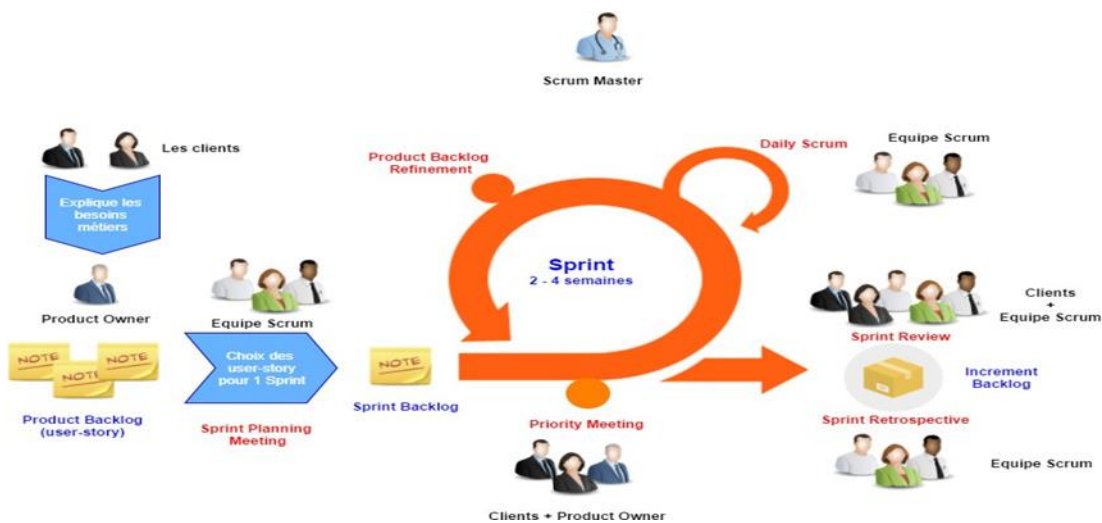 Scrum Master
Les clients
Explique les
besoins
métiers
Product Owner
NOTE
NOTE
NOTE
Product Backlog
(user-story)
Equipe Scrum
Choix des
user-story
pour 1 Sprint
Sprint Planning
Meeting
NOTE
Sprint Backlog
Product Backlog
Refinement
Sprint
2 - 4 semaines
Daily Scrum
Equipe Scrum
Priority Meeting
Clients + Product Owner
Clients
+
Equipe Scrum
Sprint Review
Increment
Backlog
Sprint Retrospective
Equipe Scrum